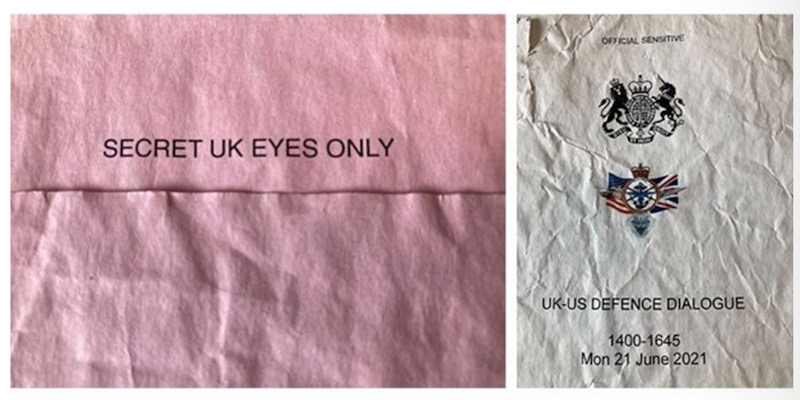 SECRET UK EYES ONLY
OFFICIAL SENSITIVE
UK-US DEFENCE DIALOGUE
1400-1645
Mon 21 June 2021